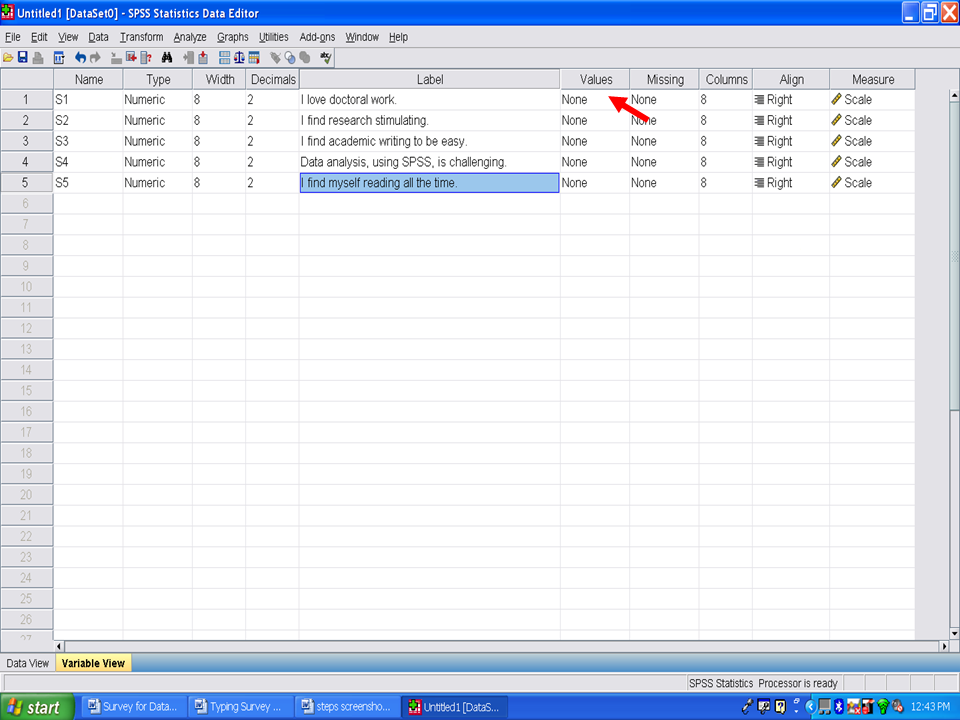 Untitled1 [DataSet0] - SPSS Statistics Data Editor
File Edit View Data Transform Analyze Graphs Utilities Add-ons Window Help
Name Type Width Decimals Label Values Missing Columns Align Measure
1 S1 Numeric 8 2 I love doctoral work. None None 8 Right Scale
2 S2 Numeric 8 2 I find research stimulating. None None 8 Right Scale
3 S3 Numeric 8 2 I find academic writing to be easy. None None 8 Right Scale
4 S4 Numeric 8 2 Data analysis, using SPSS, is challenging. None None 8 Right Scale
5 S5 Numeric 8 2 I find myself reading all the time. None None 8 Right Scale
6
7
8
9
10
11
12
13
14
15
16
17
18
19
20
21
22
23
24
25
26
27
Data View Variable View
SPSS Statistics Processor is ready
start Survey for Data... Typing Survey ... steps screensho... Untitled1 [DataS... 12:43 PM